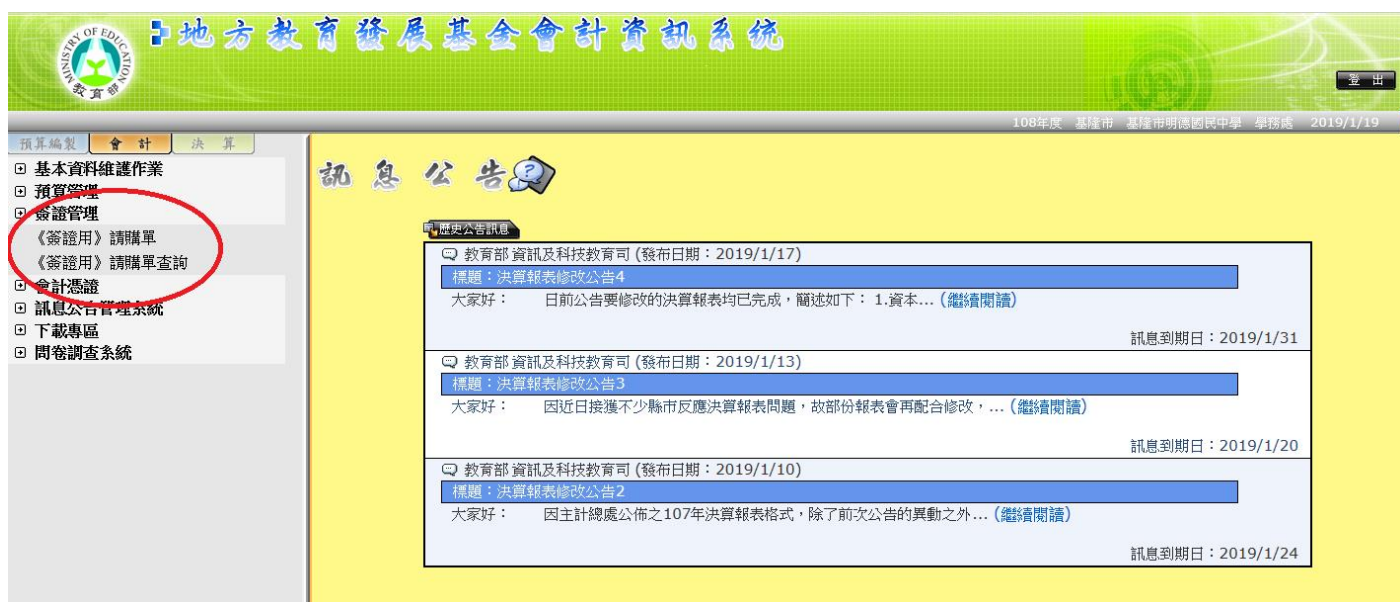 MINISTRY OF EDUCATION
教育部
地方教育發展基金會計資訊系統
登 出
108年度 基隆市 基隆市明德國民中學 學務處 2019/1/19
預算編製 會 計 決 算
基本資料維護作業
預算管理
簽證管理
《簽證用》請購單
《簽證用》請購單查詢
會計憑證
訊息公告管理系統
下載專區
問卷調查系統
訊 息 公 告
歷史公告訊息
教育部 資訊及科技教育司 (發布日期：2019/1/17)
標題：決算報表修改公告4
大家好： 日前公告要修改的決算報表均已完成，簡述如下： 1.資本... (繼續閱讀)
訊息到期日：2019/1/31
教育部 資訊及科技教育司 (發布日期：2019/1/13)
標題：決算報表修改公告3
大家好： 因近日接獲不少縣市反應決算報表問題，故部份報表會再配合修改，... (繼續閱讀)
訊息到期日：2019/1/20
教育部 資訊及科技教育司 (發布日期：2019/1/10)
標題：決算報表修改公告2
大家好： 因主計總處公佈之107年決算報表格式，除了前次公告的異動之外... (繼續閱讀)
訊息到期日：2019/1/24